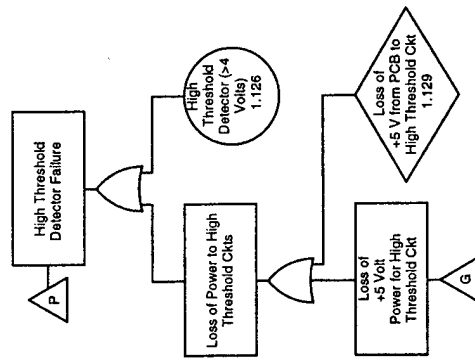 P
High Threshold
Detector Failure
Loss of Power to High
Threshold Ckts
High
Threshold
Detector (>4
Volts)
1.126
Loss of
+5 Volt
Power for High
Threshold Ckt
Loss of
+5 V from PCB to
High Threshold Ckt
1.129
G